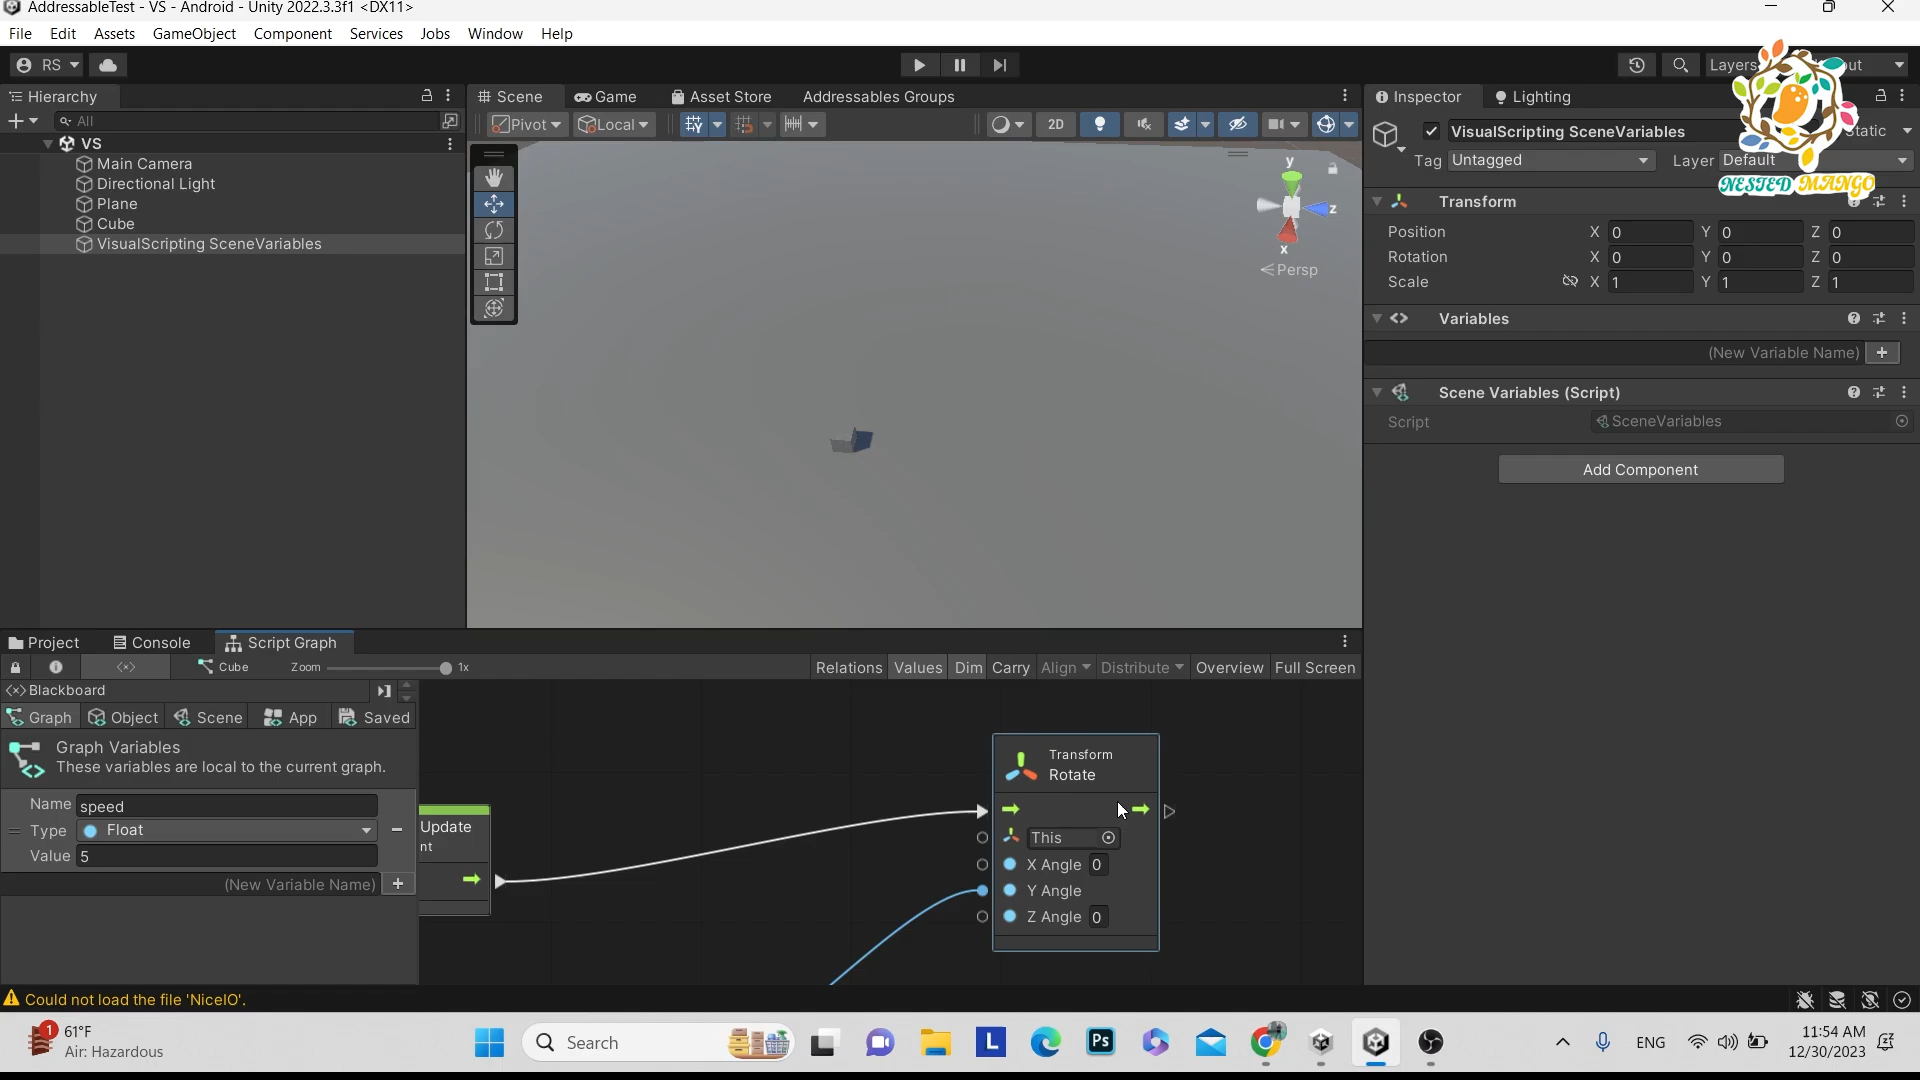 AddressableTest - VS - Android - Unity 2022.3.3f1 <DX11>
File Edit Assets GameObject Component Services Jobs Window Help
RS
Layers
out
Hierarchy
Scene Game Asset Store Addressables Groups
Inspector Lighting
All
Pivot Local 2D
VisualScripting SceneVariables
Static
Tag Untagged Layer Default
NESTED MANGO
VS
Main Camera
Directional Light
Plane
Cube
VisualScripting SceneVariables
y
z
x
Persp
Transform
Position X 0 Y 0 Z 0
Rotation X 0 Y 0 Z 0
Scale X 1 Y 1 Z 1
Variables
(New Variable Name)
Scene Variables (Script)
Script SceneVariables
Add Component
Project Console Script Graph
Cube Zoom 1x Relations Values Dim Carry Align Distribute Overview Full Screen
Blackboard
Graph Object Scene App Saved
Graph Variables
These variables are local to the current graph.
Name speed
Type Float
Value 5
(New Variable Name)
Update
nt
Transform
Rotate
This
X Angle 0
Y Angle
Z Angle 0
Could not load the file 'NiceIO'.
1
61°F
Air: Hazardous
Search
L
Ps
ENG
11:54 AM
12/30/2023